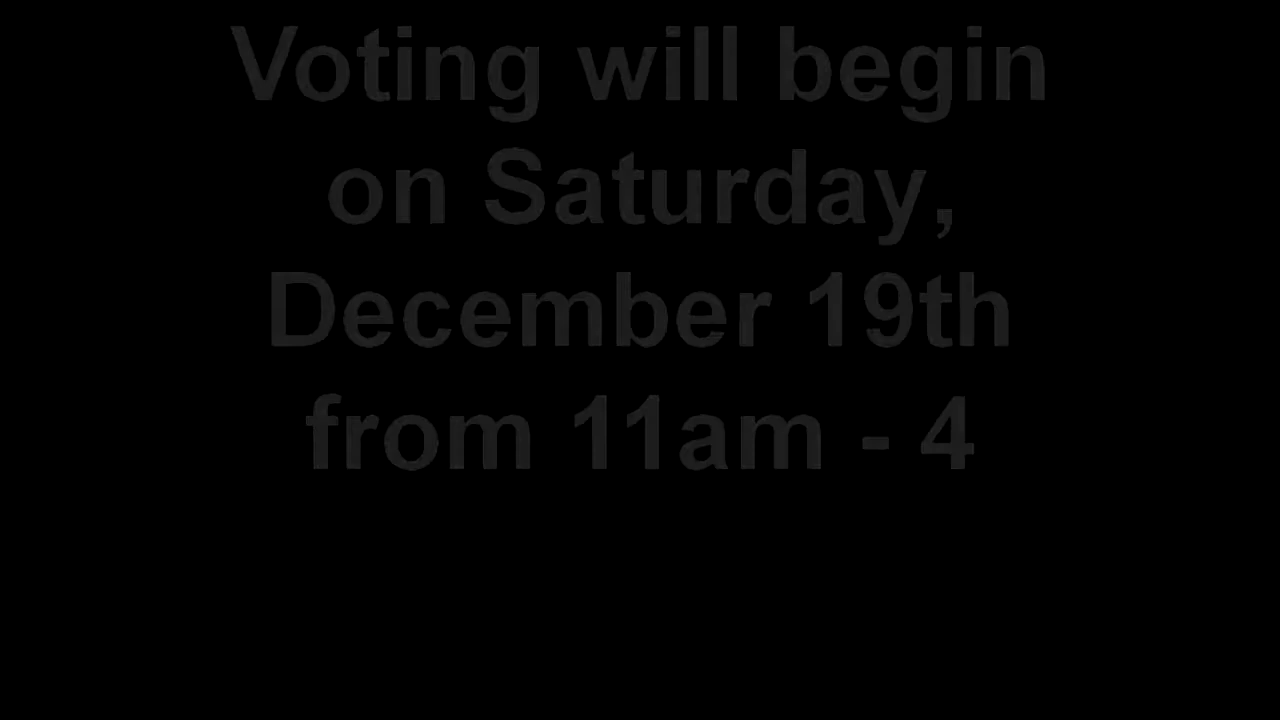 Voting will begin
on Saturday,
December 19th
from 11am - 4